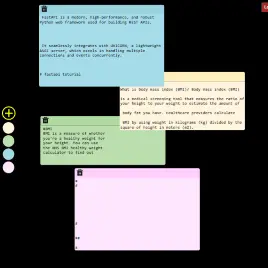 FastAPI is a modern, high-performance, and robust
Python web framework used for building REST APIs.
It seamlessly integrates with Uvicorn, a lightweight
ASGI server, which excels at handling multiple
connections and events concurrently.
# fastapi tutorial
What is body mass index (BMI)/ Body mass index (BMI)
is a medical screening tool that measures the ratio of
your height to your weight to estimate the amount of
body fat you have. Healthcare providers calculate
BMI by using weight in kilograms (kg) divided by the
square of height in meters (m2).
BMI
BMI is a measure of whether
you're a healthy weight for
your height. You can use
the NHS BMI healthy weight
calculator to find out